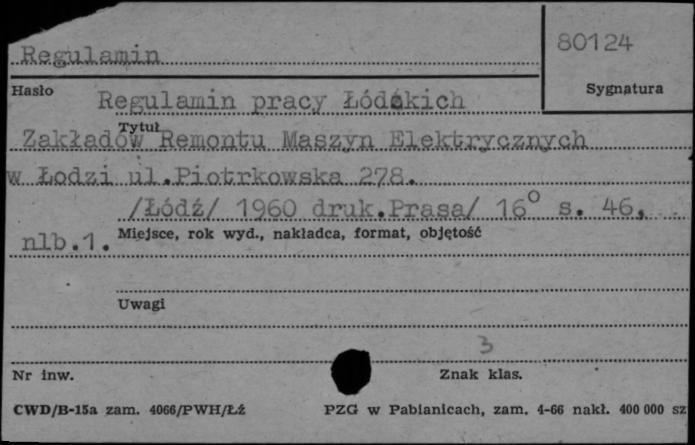 Regulamin
80124
Hasło
Sygnatura
Regulamin pracy Łódzkich
Tytuł
Zakładów Remontu Maszyn Elektrycznych
w Łodzi ul.Piotrkowska 278.
/Łódź/ 1960 druk.Prasa/ 16° s. 46,
nlb.1.
Miejsce, rok wyd., nakładca, format, objętość
Uwagi
3
Nr inw.
Znak klas.
CWD/B-15a zam. 4066/PWH/Łź
PZG w Pabianicach, zam. 4-66 nakł. 400 000 sz